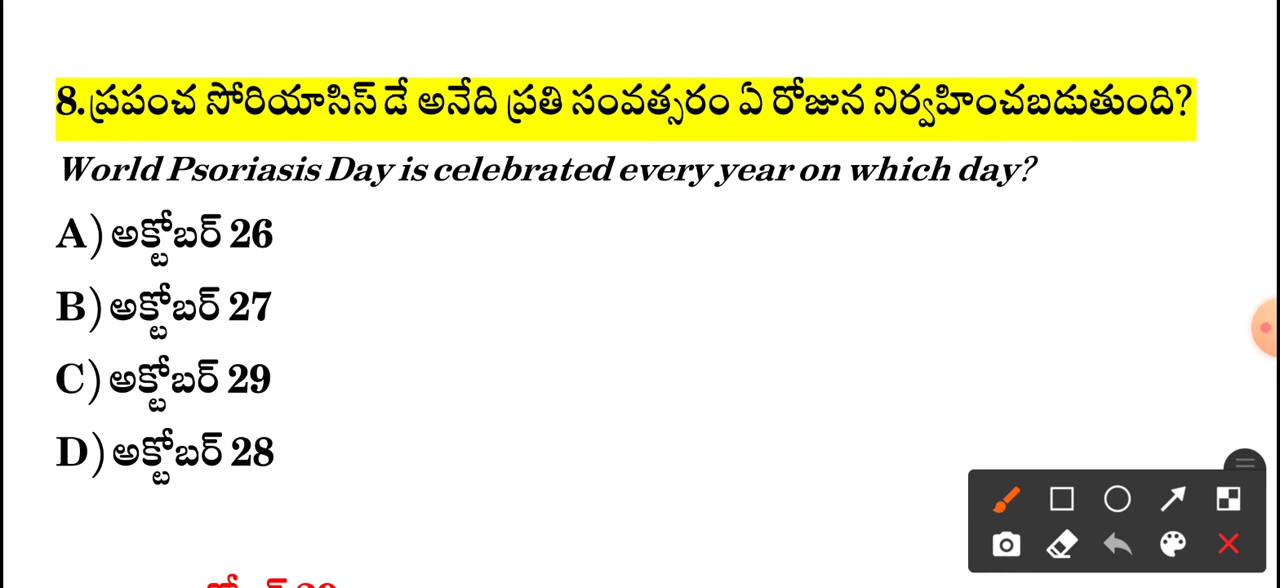 8.ప్రపంచ సోరియాసిస్ డే అనేది ప్రతి సంవత్సరం ఏ రోజున నిర్వహించబడుతుంది?
World Psoriasis Day is celebrated every year on which day?
A) అక్టోబర్ 26
B) అక్టోబర్ 27
C) అక్టోబర్ 29
D) అక్టోబర్ 28